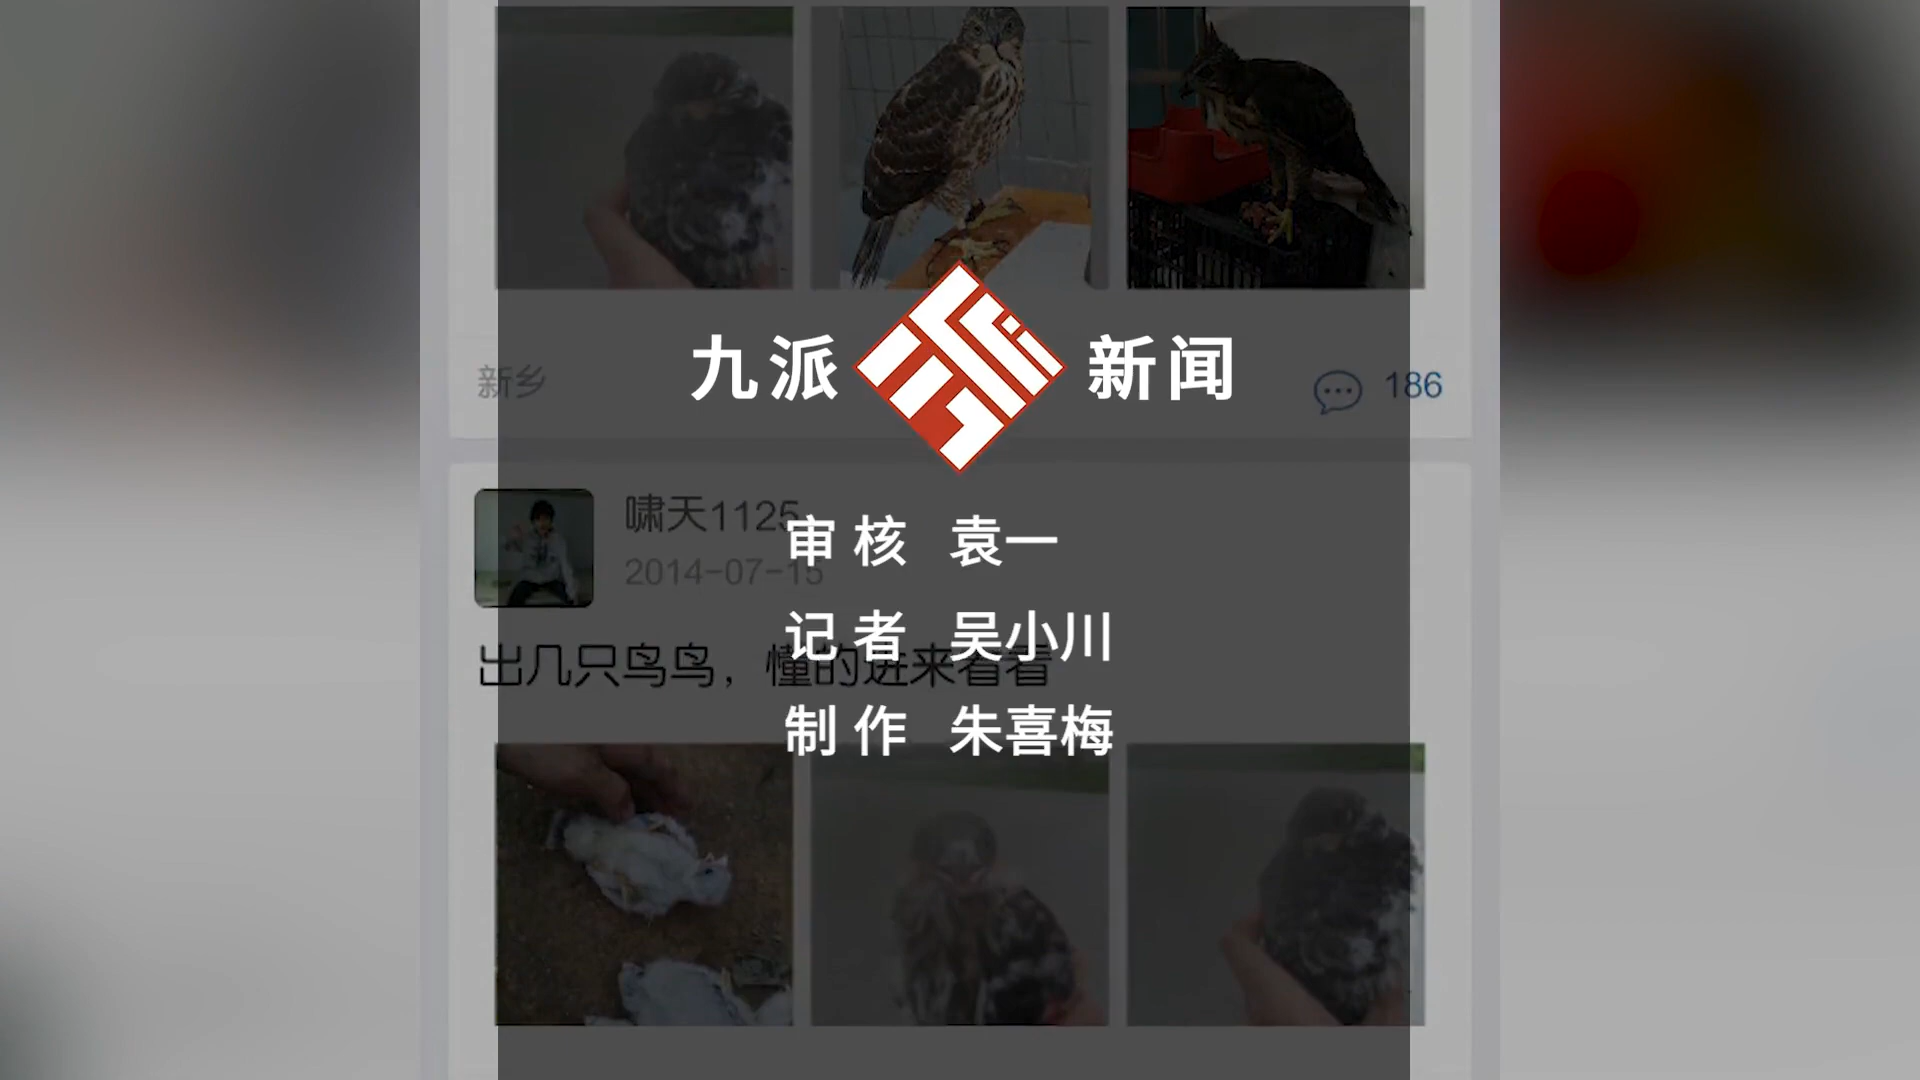 九派 新闻
新乡
186
啸天1125
2014-07-15
审核 袁一
记者 吴小川
出几只鸟鸟，懂的进来看看
制作 朱喜梅